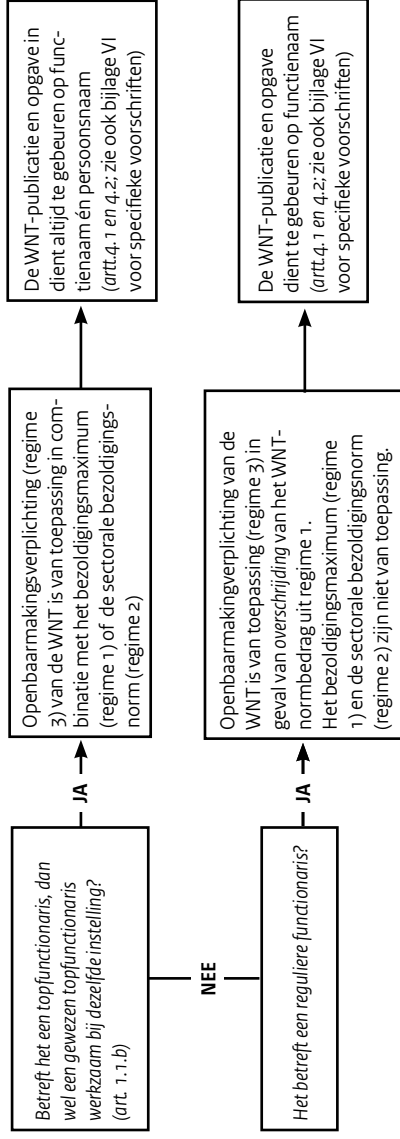 Betreft het een topfunctionaris, dan
wel een gewezen topfunctionaris
werkzaam bij dezelfde instelling?
(art. 1.1.b)
JA
Openbaarmakingsverplichting (regime
3) van de WNT is van toepassing in com-
binatie met het bezoldigingsmaximum
(regime 1) of de sectorale bezoldigings-
norm (regime 2)
De WNT-publicatie en opgave in
dient altijd te gebeuren op func-
tienaam én persoonsnaam
(artt.4.1 en 4.2; zie ook bijlage VI
voor specifieke voorschriften)
NEE
Het betreft een reguliere functionaris?
JA
Openbaarmakingverplichting van de
WNT is van toepassing (regime 3) in
geval van overschrijding van het WNT-
normbedrag uit regime 1.
Het bezoldigingsmaximum (regime
1) en de sectorale bezoldigingsnorm
(regime 2) zijn niet van toepassing.
De WNT-publicatie en opgave
dient te gebeuren op functienaam
(artt.4.1 en 4.2; zie ook bijlage VI
voor specifieke voorschriften)